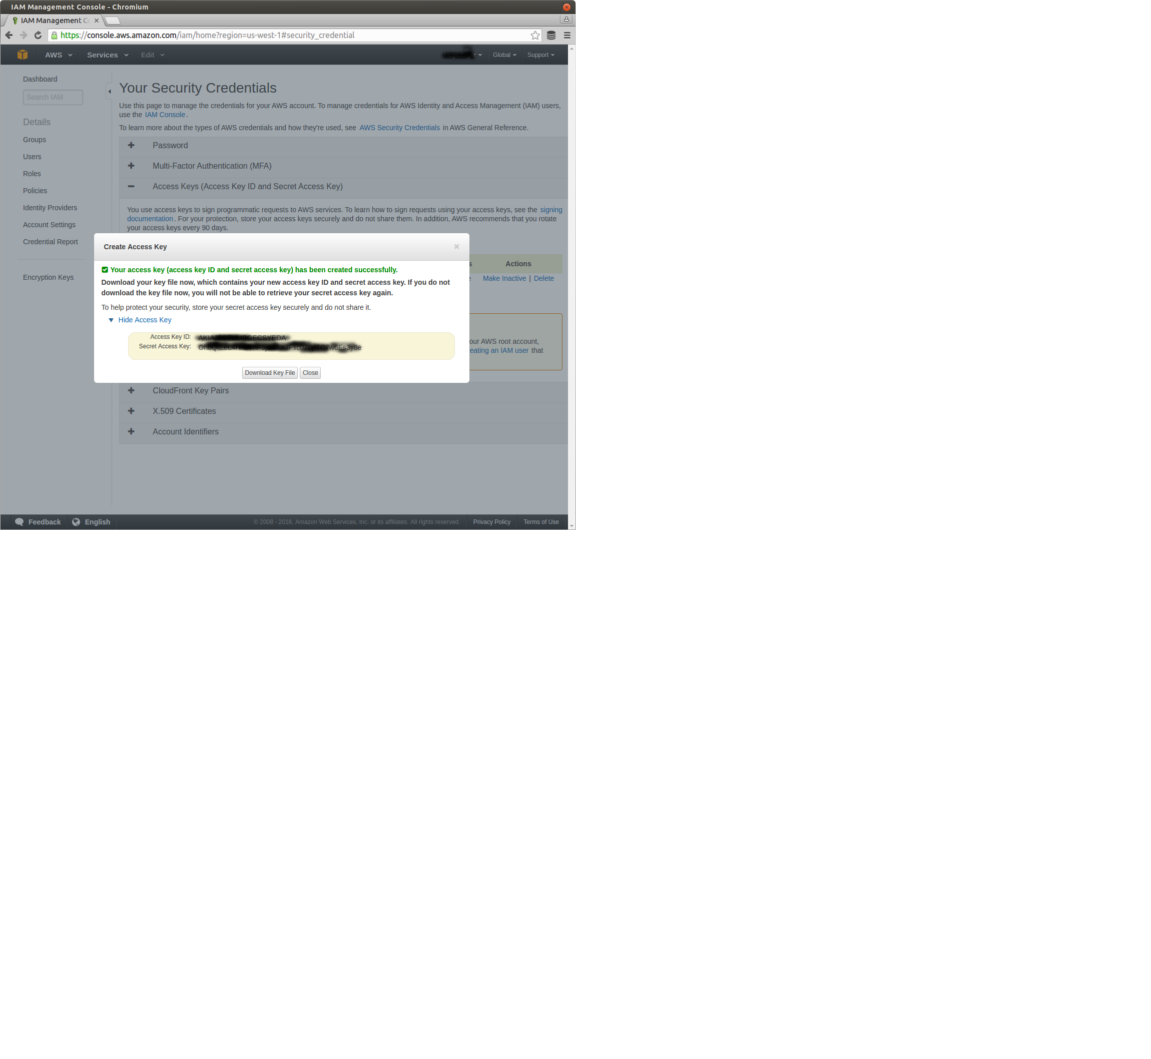 IAM Management Console - Chromium
IAM Management C
https://console.aws.amazon.com/iam/home?region=us-west-1#security_credential
AWS Services Edit Global Support
Dashboard
Search IAM
Details
Groups
Users
Roles
Policies
Identity Providers
Account Settings
Credential Report
Encryption Keys
Your Security Credentials
Use this page to manage the credentials for your AWS account. To manage credentials for AWS Identity and Access Management (IAM) users,
use the IAM Console.
To learn more about the types of AWS credentials and how they're used, see AWS Security Credentials in AWS General Reference.
Password
Multi-Factor Authentication (MFA)
Access Keys (Access Key ID and Secret Access Key)
You use access keys to sign programmatic requests to AWS services. To learn how to sign requests using your access keys, see the signing
documentation. For your protection, store your access keys securely and do not share them. In addition, AWS recommends that you rotate
your access keys every 90 days.
Actions
Make Inactive | Delete
our AWS root account,
eating an IAM user that
Create Access Key ×
Your access key (access key ID and secret access key) has been created successfully.
Download your key file now, which contains your new access key ID and secret access key. If you do not
download the key file now, you will not be able to retrieve your secret access key again.
To help protect your security, store your secret access key securely and do not share it.
Hide Access Key
Access Key ID:
Secret Access Key:
Download Key File Close
CloudFront Key Pairs
X.509 Certificates
Account Identifiers
Feedback English © 2008 - 2016, Amazon Web Services, Inc. or its affiliates. All rights reserved. Privacy Policy Terms of Use